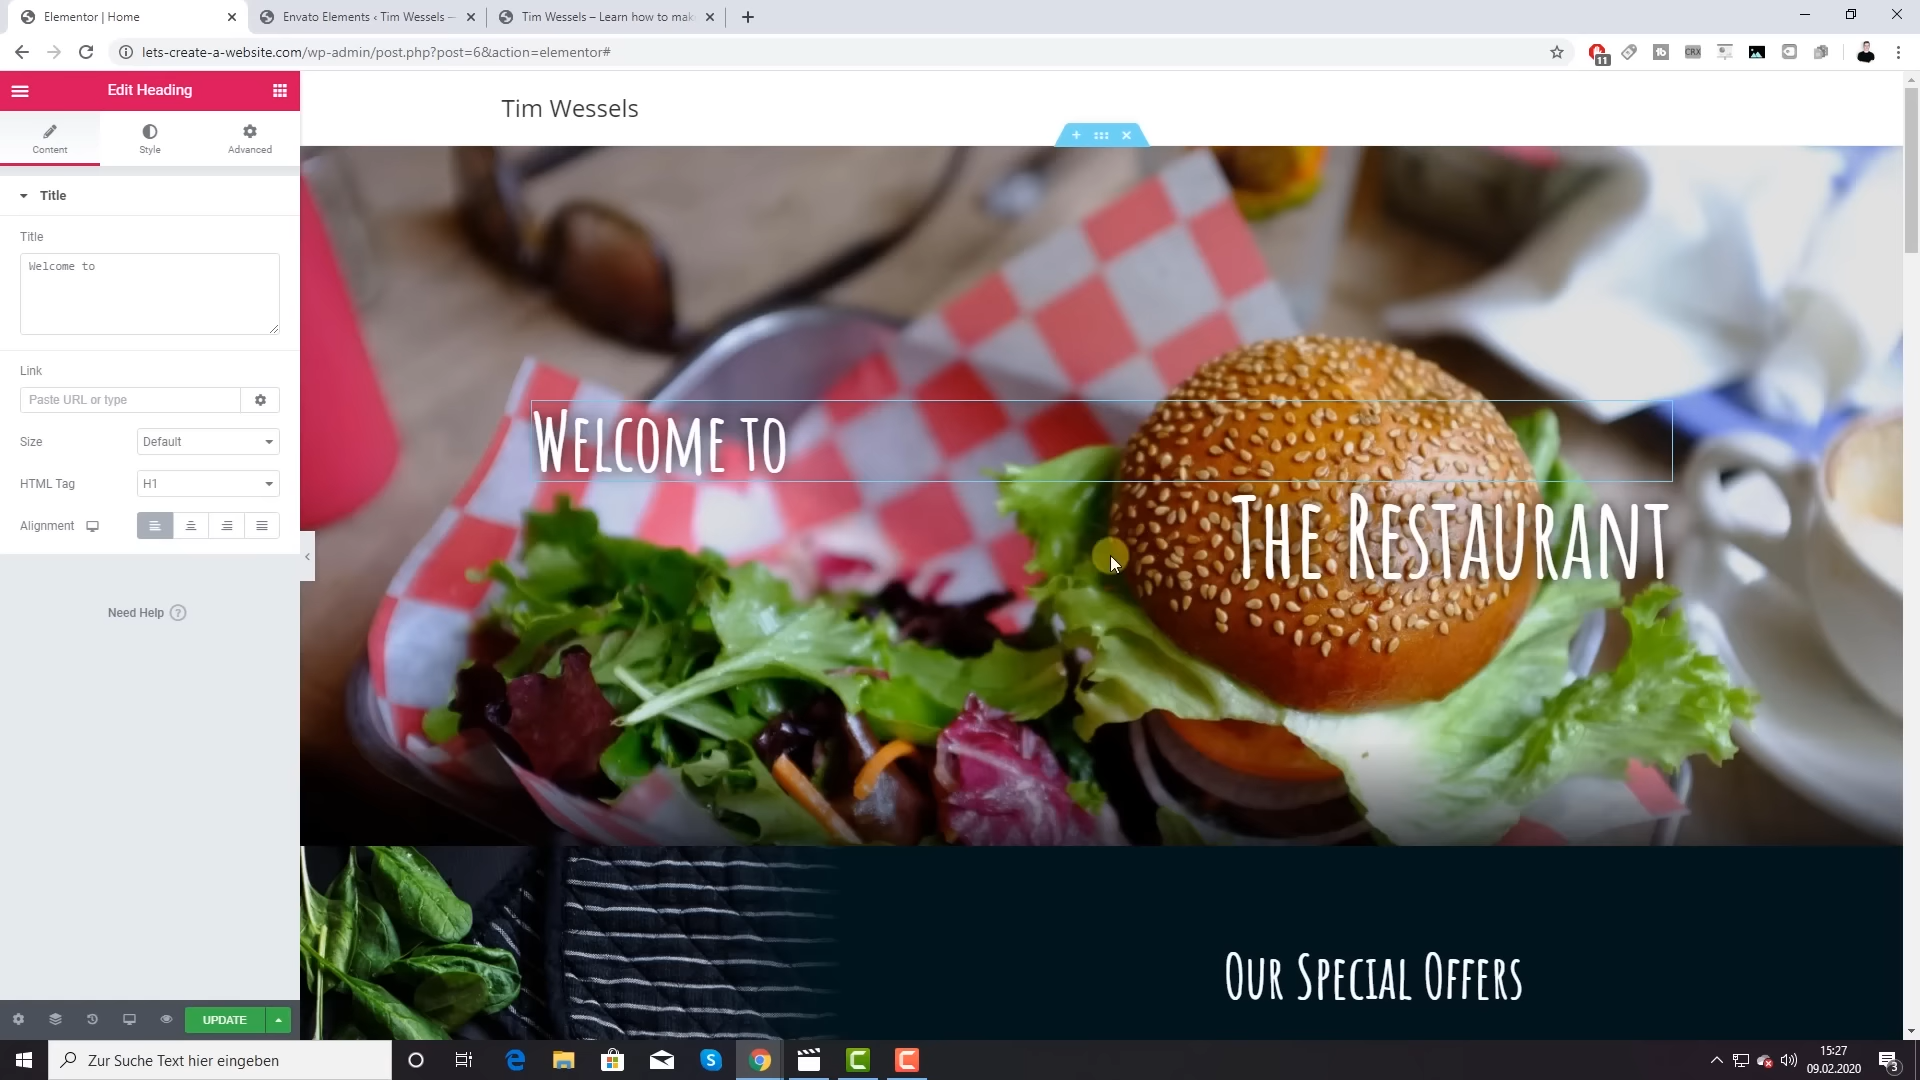 Elementor | Home
Envato Elements ‹ Tim Wessels —
Tim Wessels – Learn how to mak
lets-create-a-website.com/wp-admin/post.php?post=6&action=elementor#
11
CRX
Edit Heading
Content
Style
Advanced
Title
Title
Welcome to
Link
Paste URL or type
Size
Default
HTML Tag
H1
Alignment
Need Help ?
UPDATE
Tim Wessels
Welcome to
The Restaurant
Our Special Offers
Zur Suche Text hier eingeben
15:27
09.02.2020
3